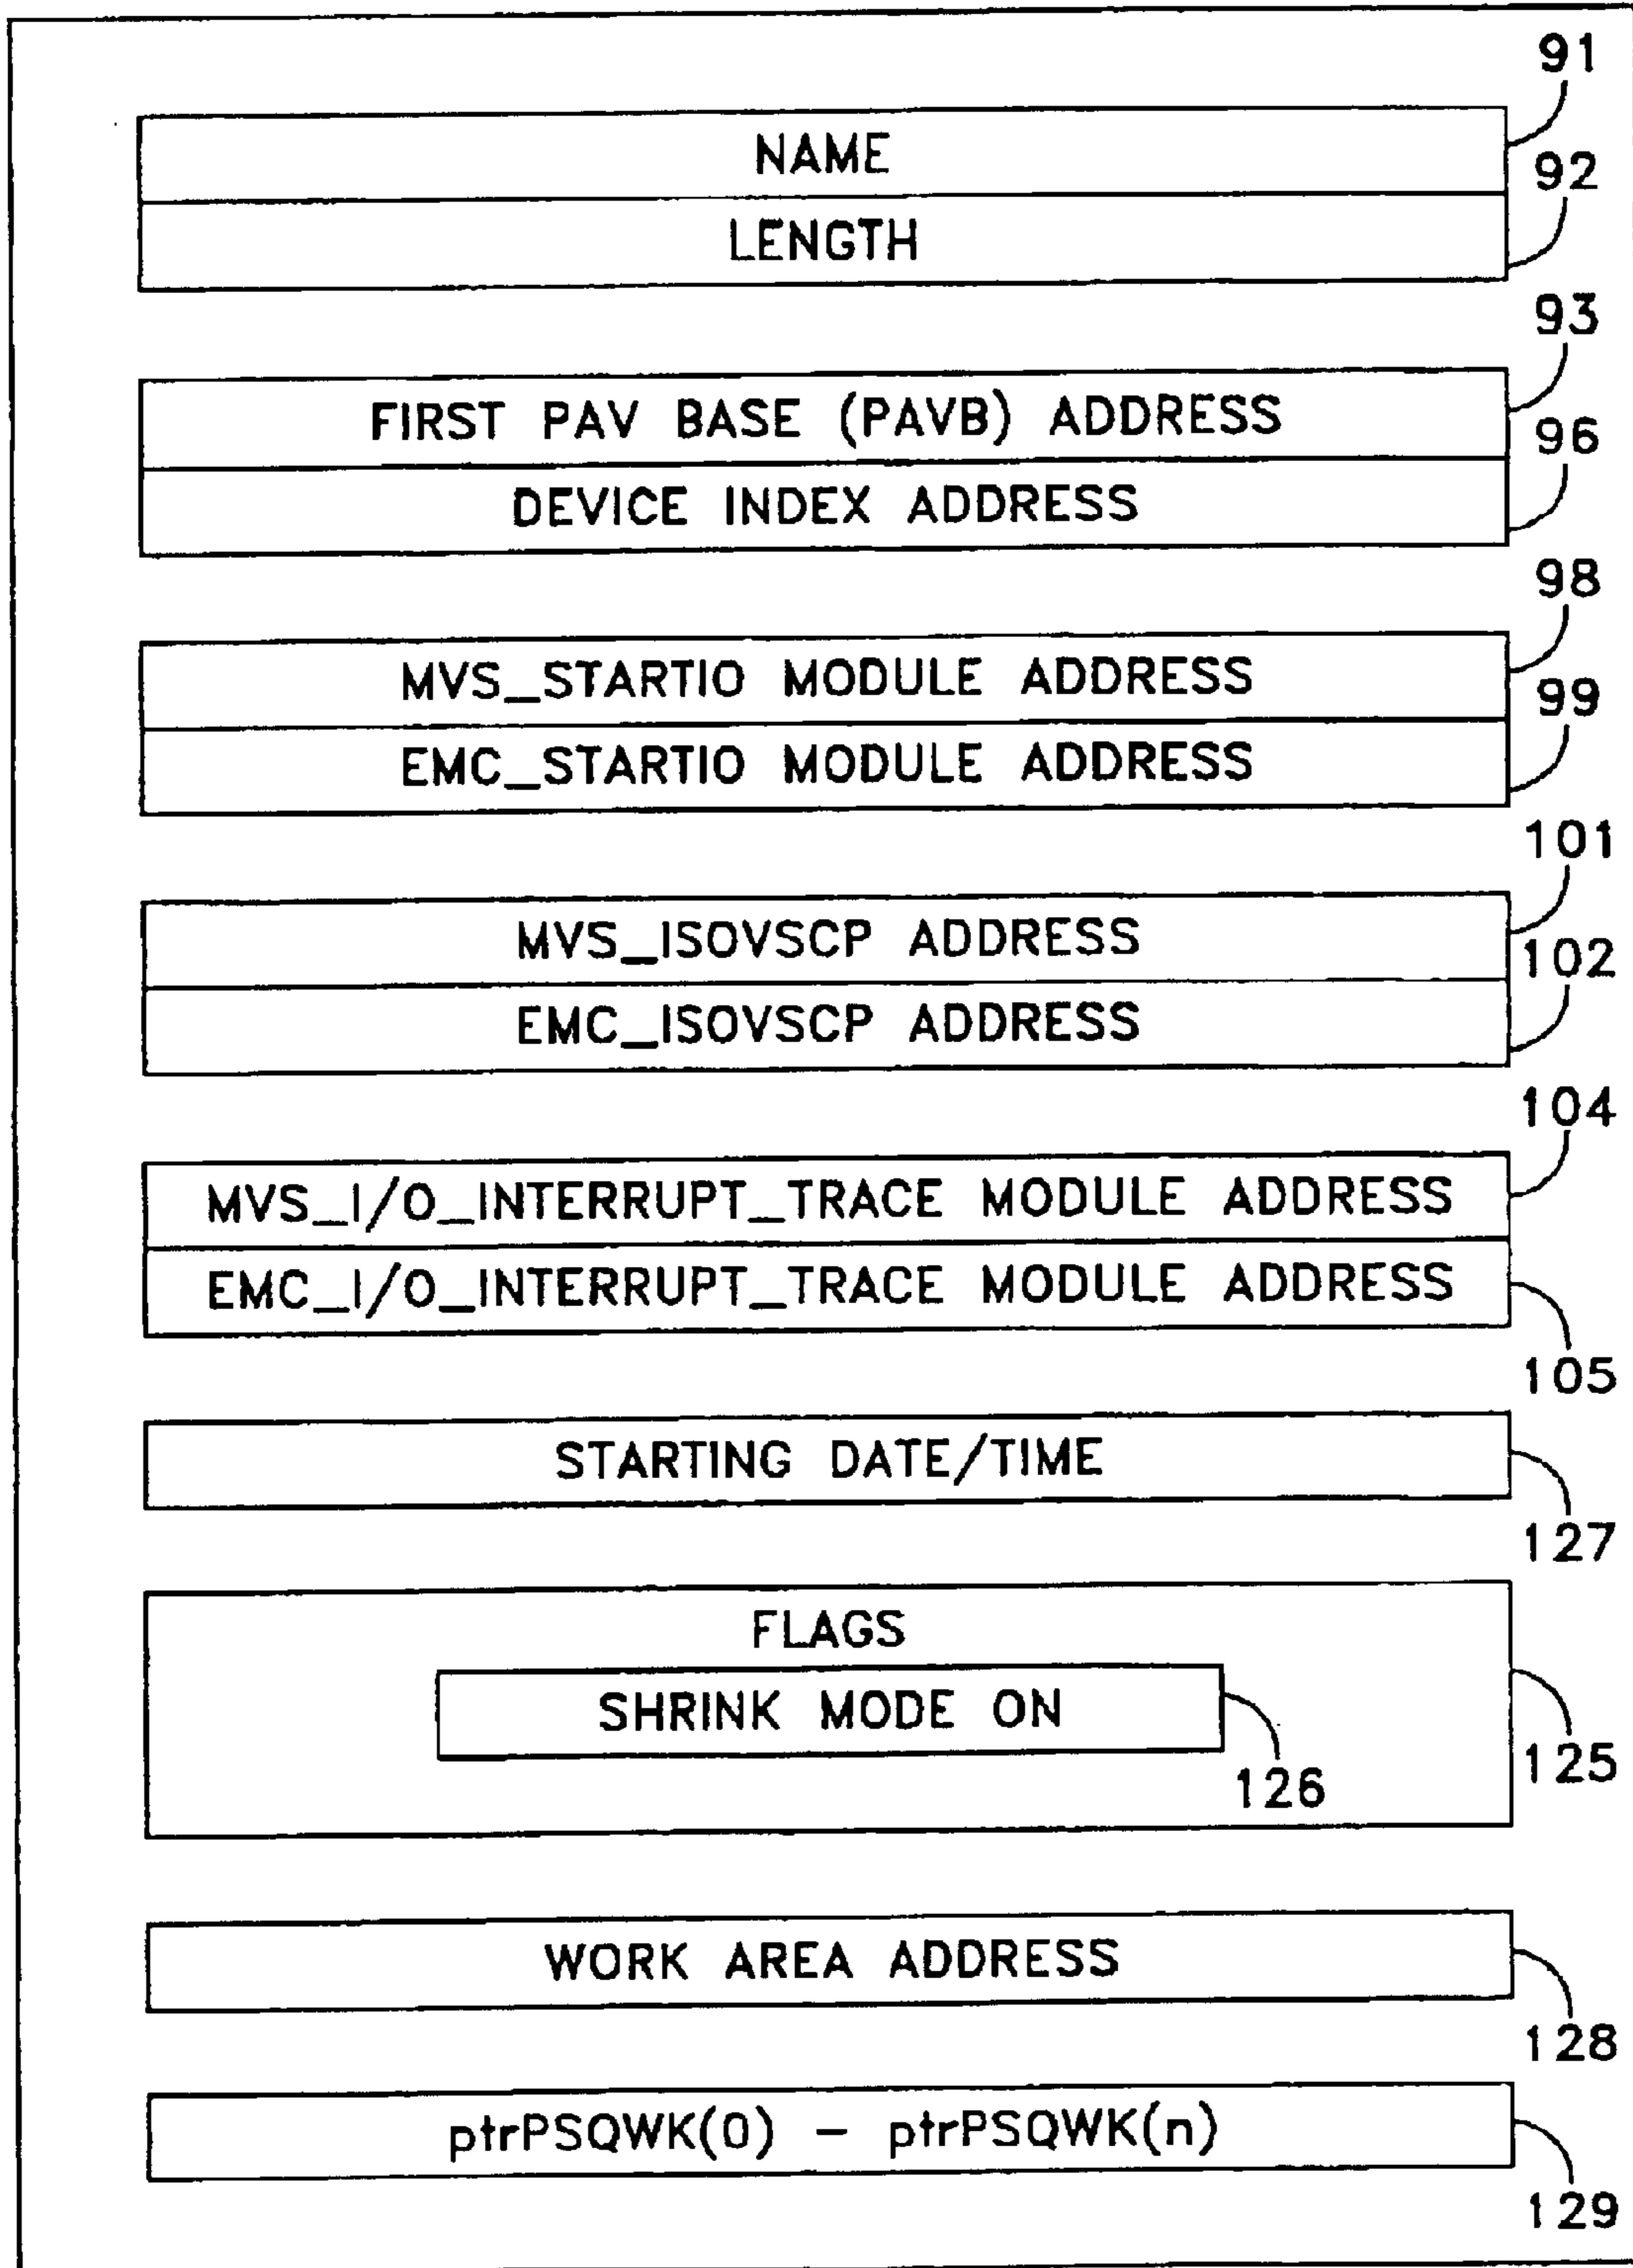 91
NAME
92
LENGTH
93
FIRST PAV BASE (PAVB) ADDRESS
96
DEVICE INDEX ADDRESS
98
MVS_STARTIO MODULE ADDRESS
99
EMC_STARTIO MODULE ADDRESS
101
MVS_ISOVSCP ADDRESS
102
EMC_ISOVSCP ADDRESS
104
MVS_I/O_INTERRUPT_TRACE MODULE ADDRESS
EMC_I/O_INTERRUPT_TRACE MODULE ADDRESS
105
STARTING DATE/TIME
127
FLAGS
SHRINK MODE ON
125
126
WORK AREA ADDRESS
128
ptrPSQWK(0) – ptrPSQWK(n)
129